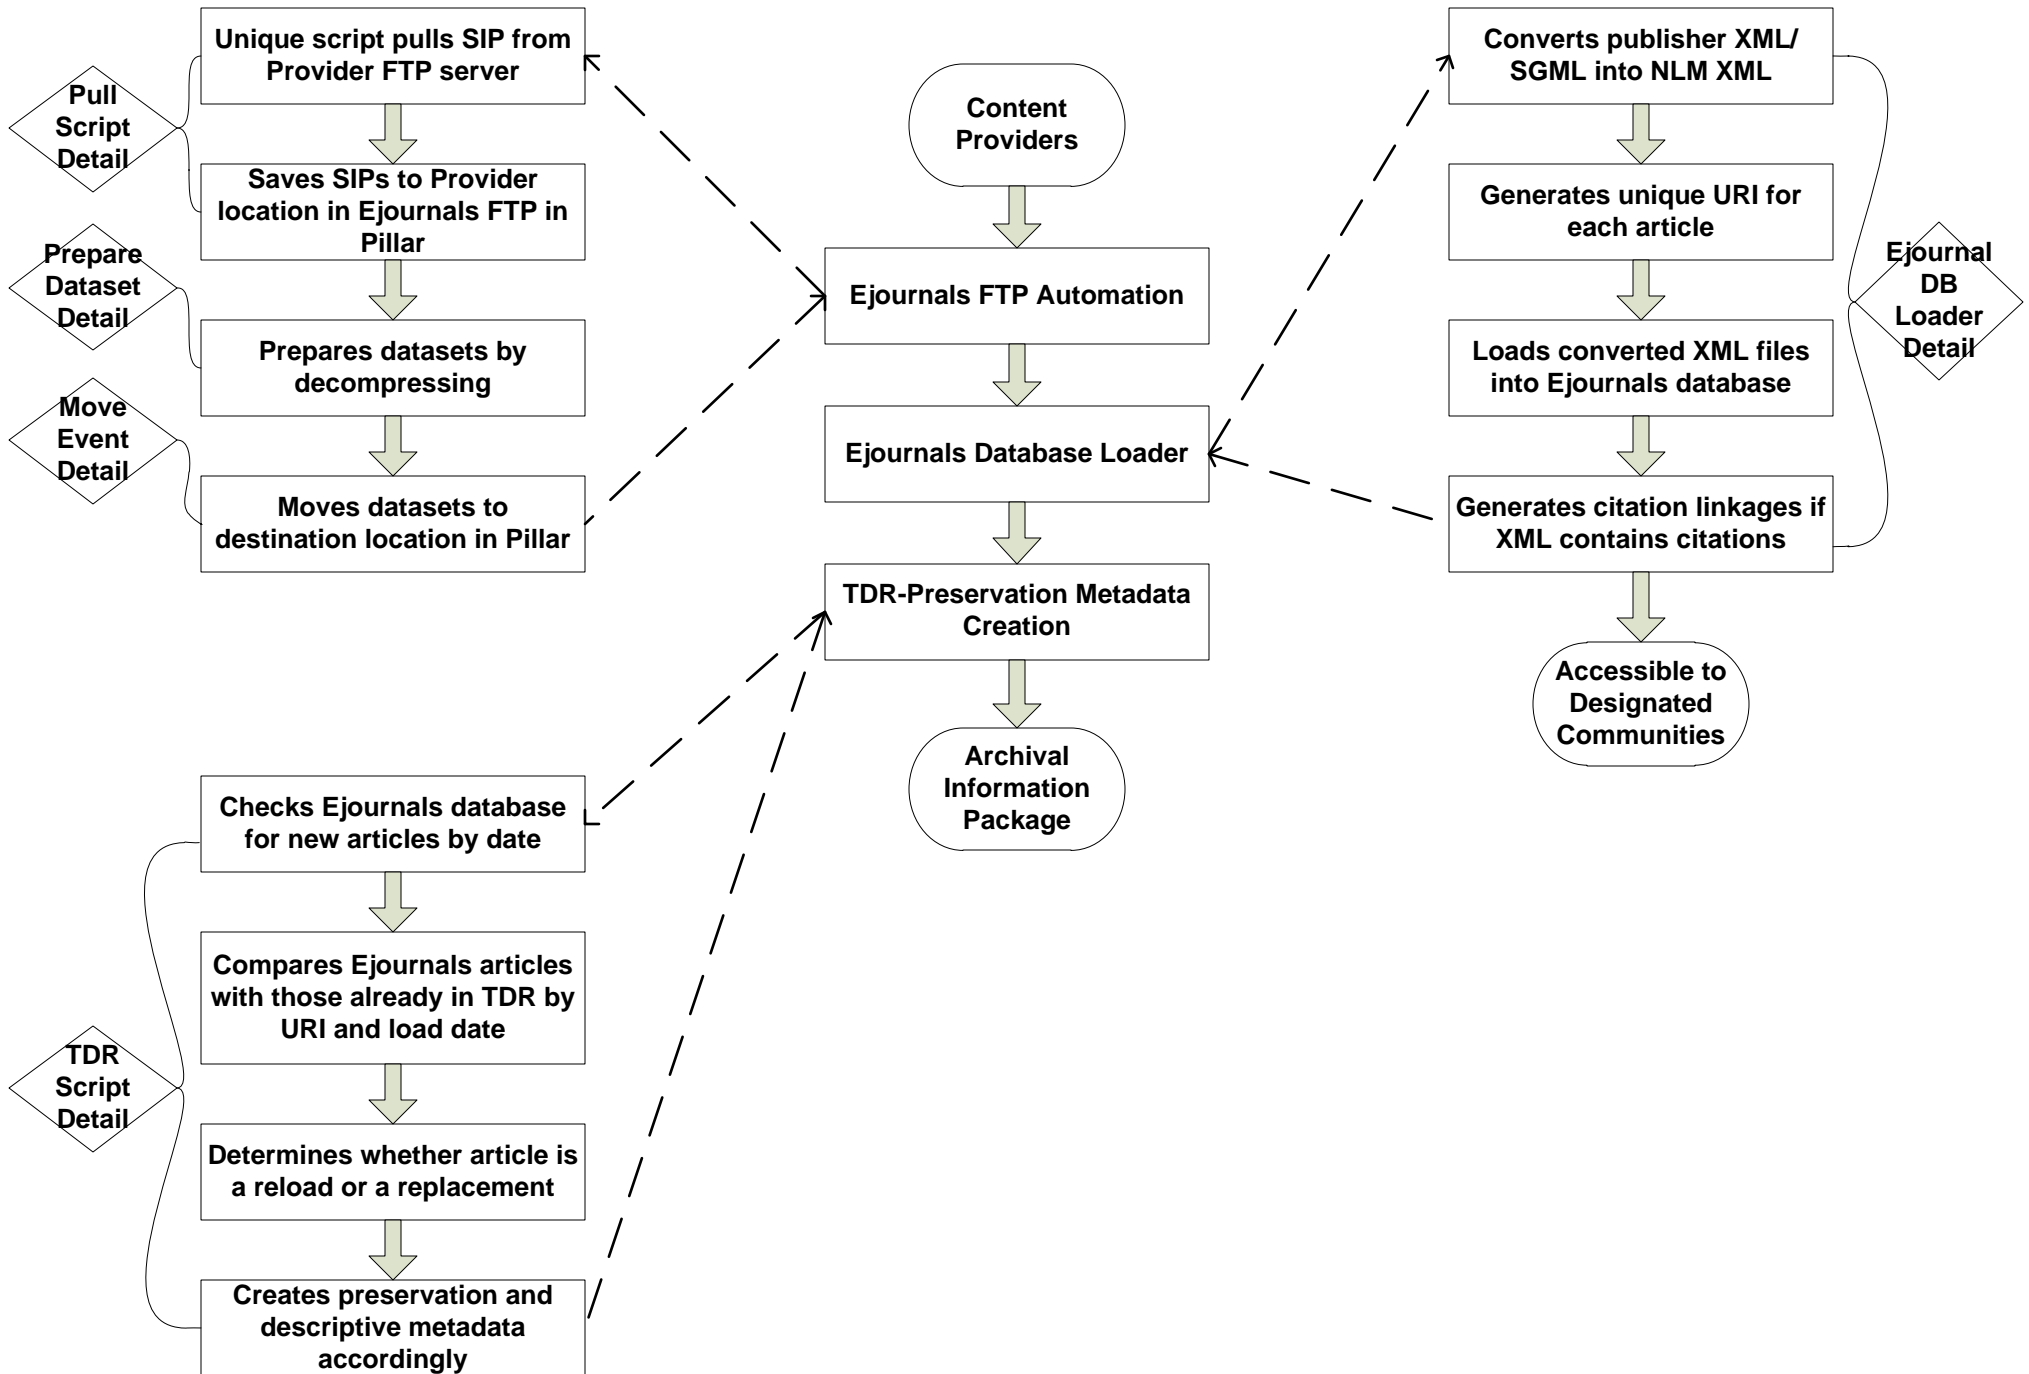 Unique script pulls SIP from
Provider FTP server
Pull
Script
Detail
Saves SIPs to Provider
location in Ejournals FTP in
Pillar
Prepare
Dataset
Detail
Prepares datasets by
decompressing
Move
Event
Detail
Moves datasets to
destination location in Pillar
Content
Providers
Ejournals FTP Automation
Ejournals Database Loader
TDR-Preservation Metadata
Creation
Archival
Information
Package
Converts publisher XML/
SGML into NLM XML
Generates unique URI for
each article
Ejournal
DB
Loader
Detail
Loads converted XML files
into Ejournals database
Generates citation linkages if
XML contains citations
Accessible to
Designated
Communities
Checks Ejournals database
for new articles by date
Compares Ejournals articles
with those already in TDR by
URI and load date
TDR
Script
Detail
Determines whether article is
a reload or a replacement
Creates preservation and
descriptive metadata
accordingly